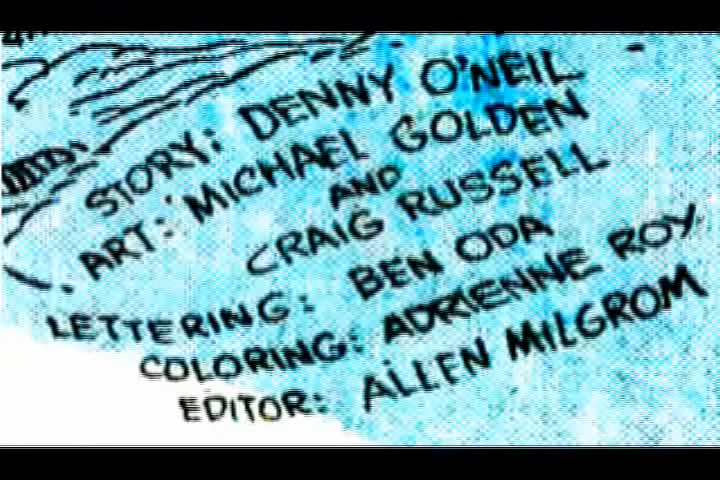 STORY: DENNY O'NEIL
ART: MICHAEL GOLDEN
AND
CRAIG RUSSELL
LETTERING: BEN ODA
COLORING: ADRIENNE ROY
EDITOR: ALLEN MILGROM